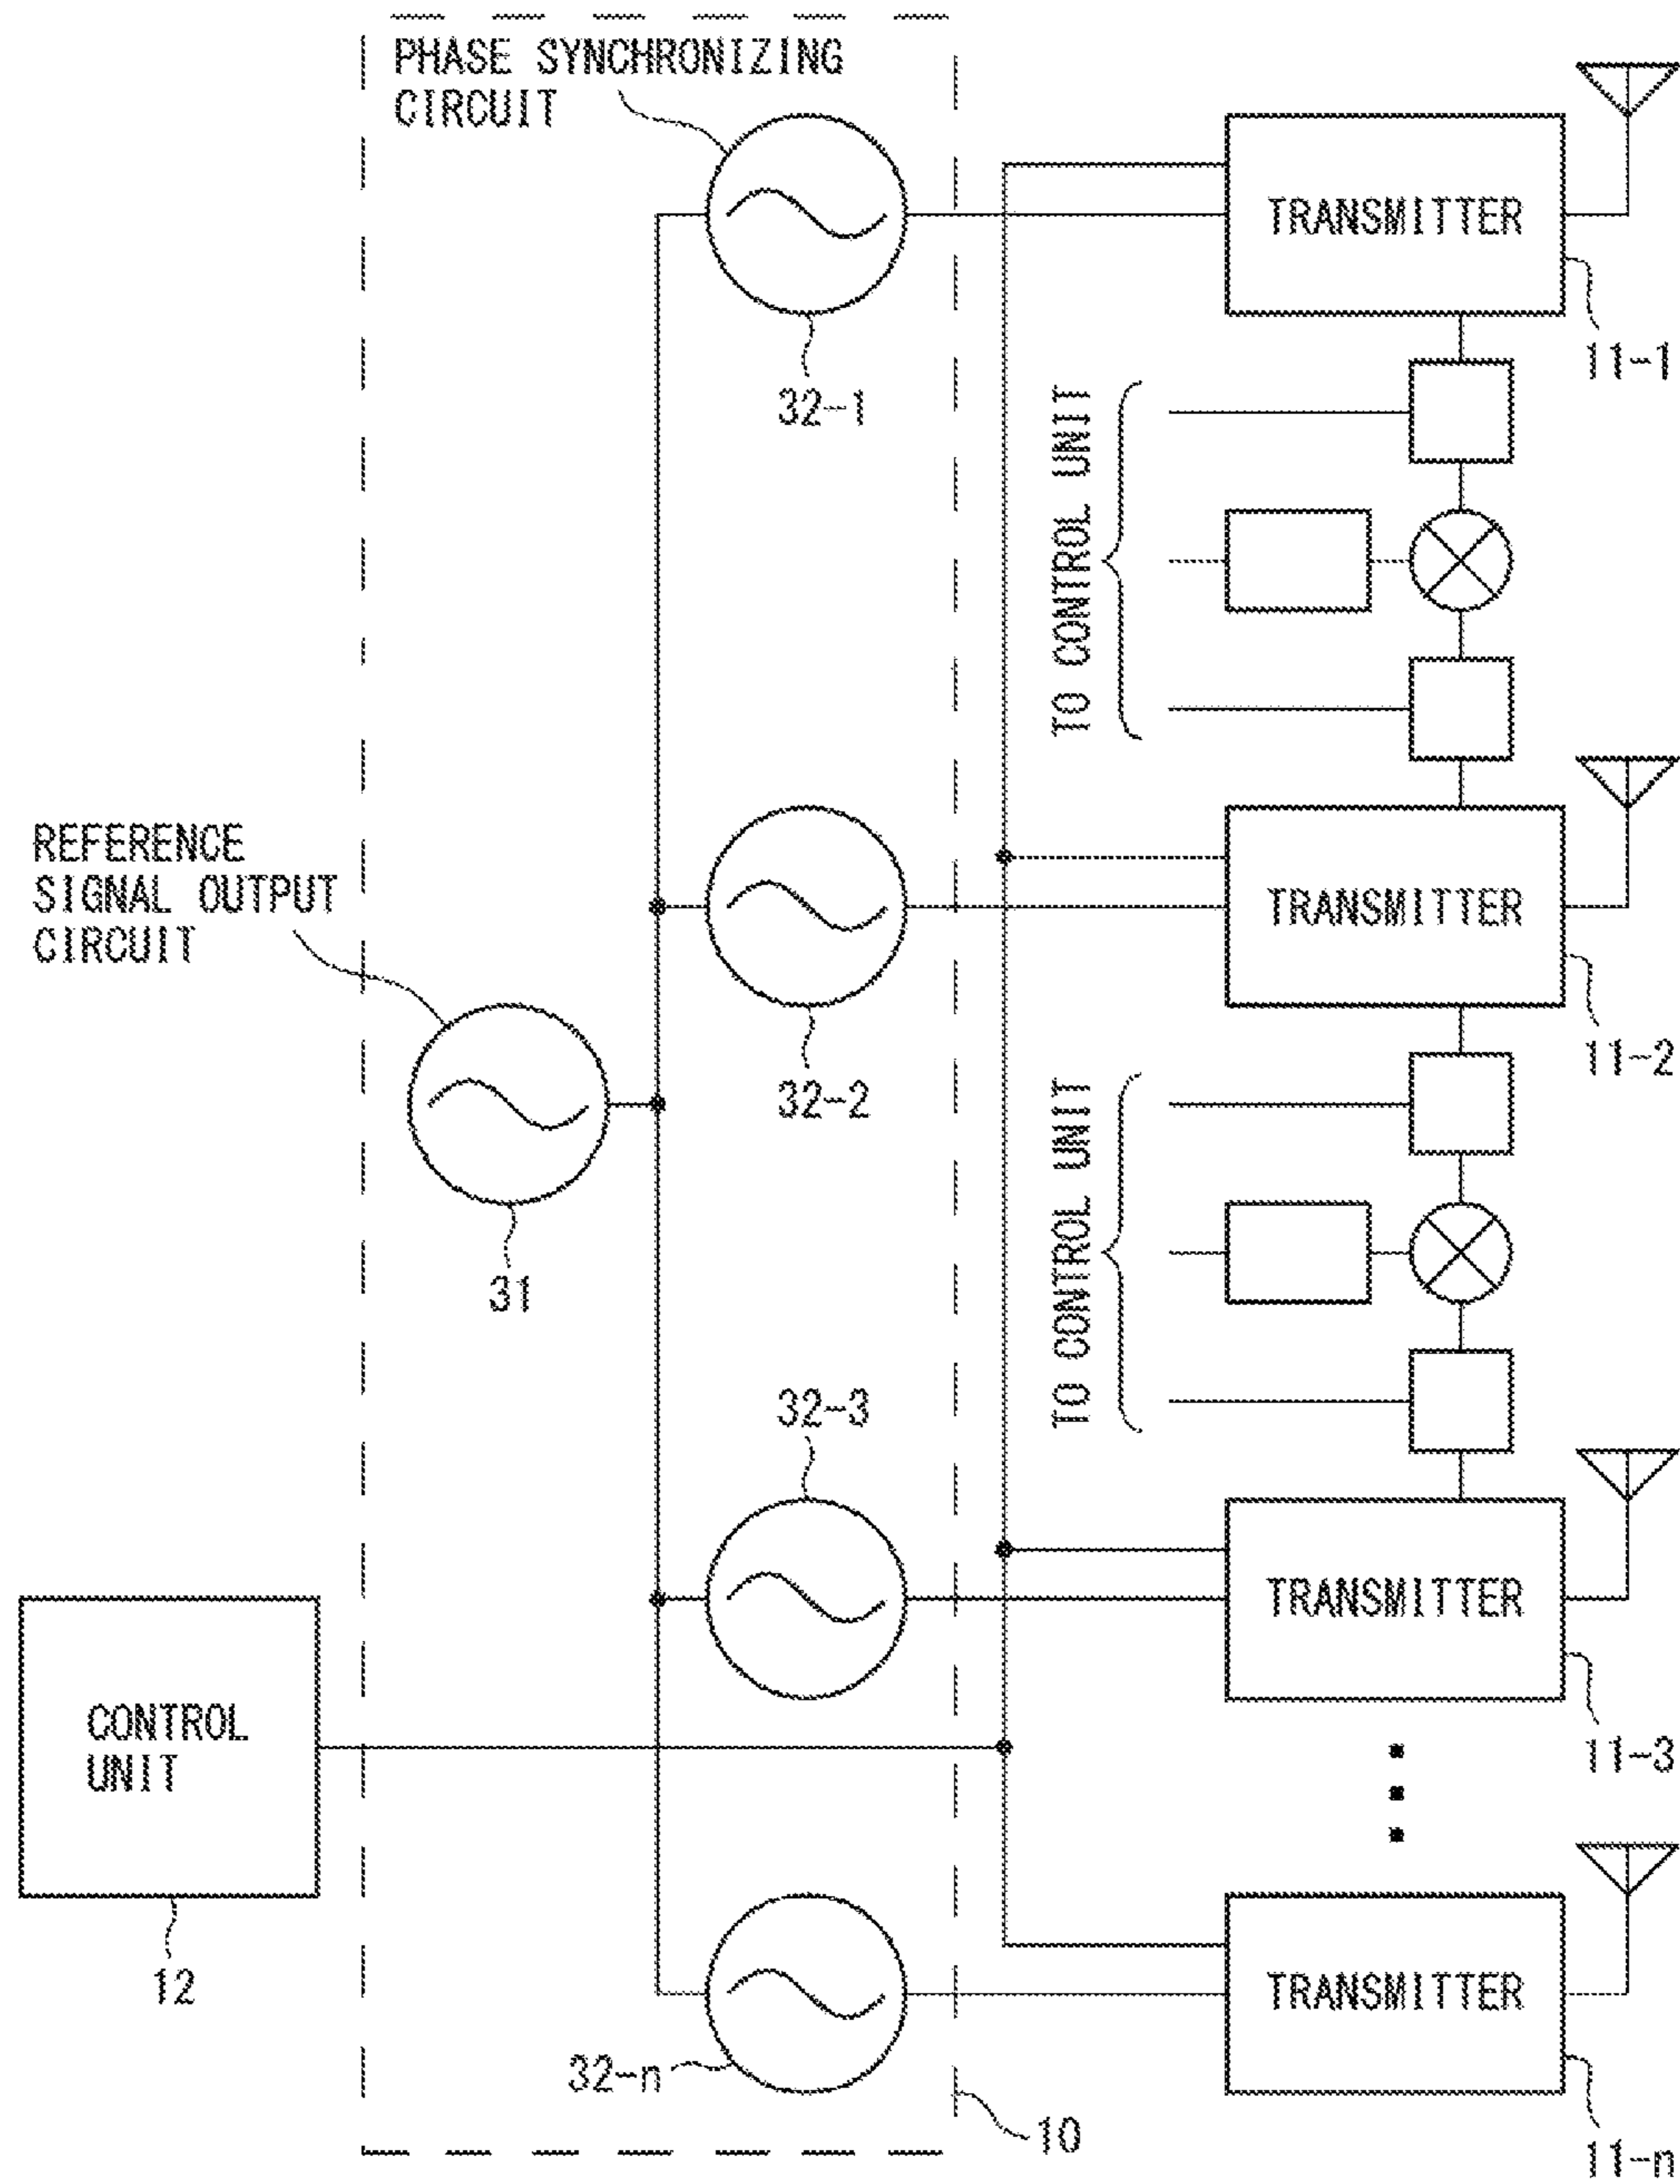 PHASE SYNCHRONIZING
CIRCUIT
TRANSMITTER
11-1
32-1
TO CONTROL UNIT
REFERENCE
SIGNAL OUTPUT
CIRCUIT
TRANSMITTER
11-2
32-2
31
TO CONTROL UNIT
32-3
TRANSMITTER
11-3
CONTROL
UNIT
12
TRANSMITTER
32-n
10
11-n